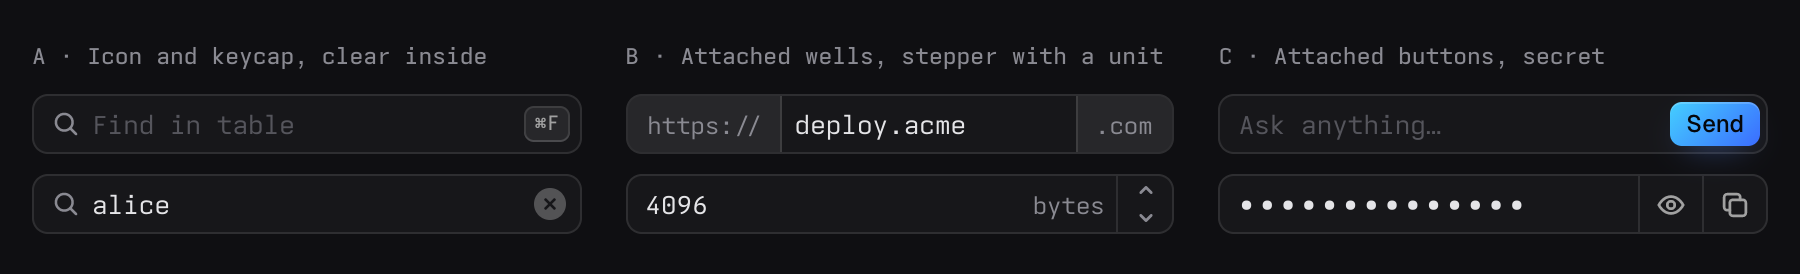 A · Icon and keycap, clear inside
Find in table ⌘F
alice
B · Attached wells, stepper with a unit
https:// deploy.acme .com
4096 bytes
C · Attached buttons, secret
Ask anything… Send
••••••••••••••